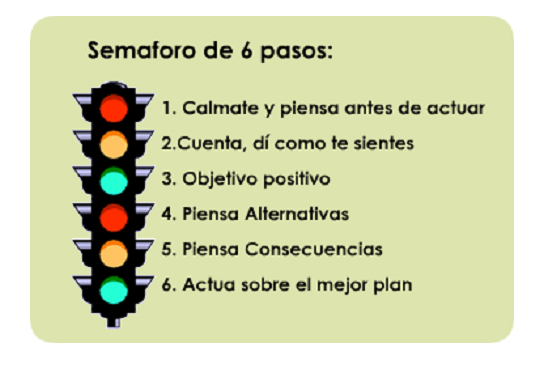 Semaforo de 6 pasos:
1. Calmate y piensa antes de actuar
2.Cuenta, dí como te sientes
3. Objetivo positivo
4. Piensa Alternativas
5. Piensa Consecuencias
6. Actua sobre el mejor plan